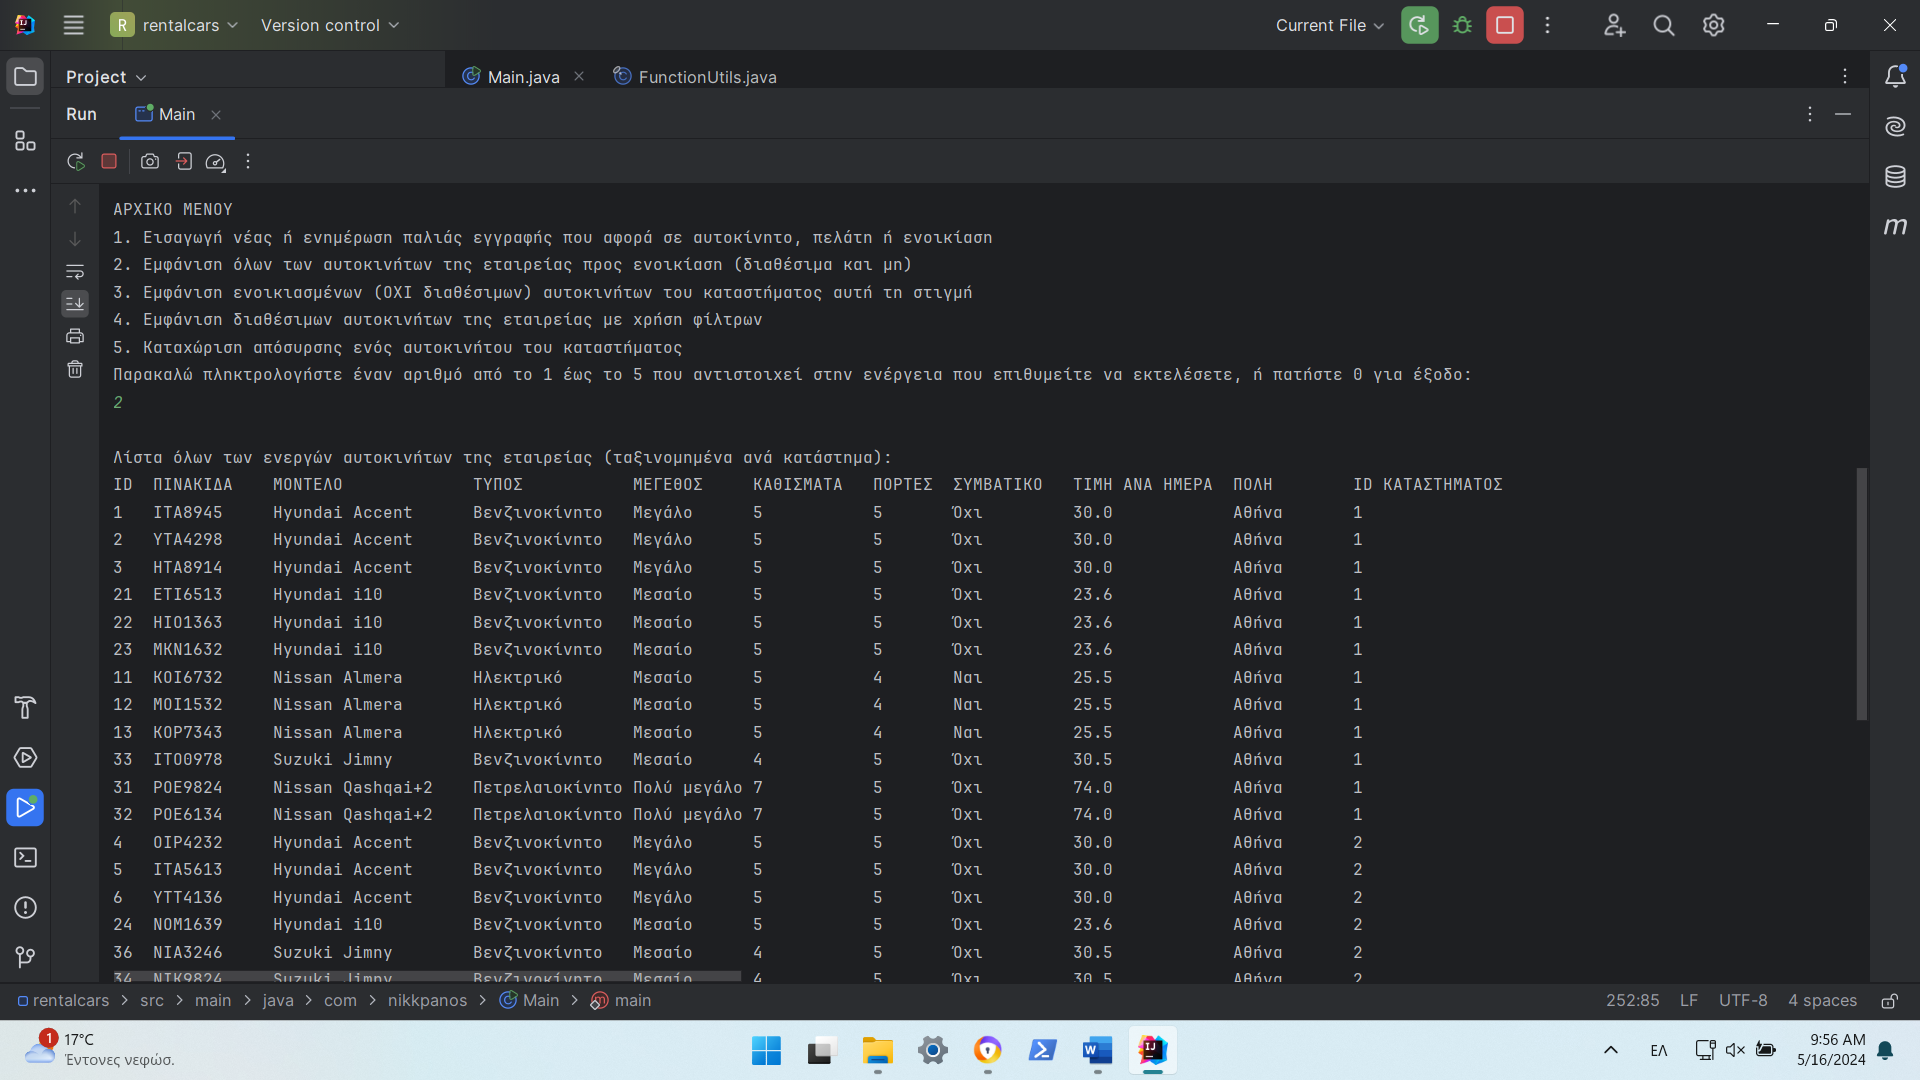 R rentalcars Version control Current File
Project Main.java FunctionUtils.java
Run Main
ΑΡΧΙΚΟ ΜΕΝΟΥ
1. Εισαγωγή νέας ή ενημέρωση παλιάς εγγραφής που αφορά σε αυτοκίνητο, πελάτη ή ενοικίαση
2. Εμφάνιση όλων των αυτοκινήτων της εταιρείας προς ενοικίαση (διαθέσιμα και μη)
3. Εμφάνιση ενοικιασμένων (ΟΧΙ διαθέσιμων) αυτοκινήτων του καταστήματος αυτή τη στιγμή
4. Εμφάνιση διαθέσιμων αυτοκινήτων της εταιρείας με χρήση φίλτρων
5. Καταχώριση απόσυρσης ενός αυτοκινήτου του καταστήματος
Παρακαλώ πληκτρολογήστε έναν αριθμό από το 1 έως το 5 που αντιστοιχεί στην ενέργεια που επιθυμείτε να εκτελέσετε, ή πατήστε 0 για έξοδο:
2
Λίστα όλων των ενεργών αυτοκινήτων της εταιρείας (ταξινομημένα ανά κατάστημα):
ID ΠΙΝΑΚΙΔΑ ΜΟΝΤΕΛΟ ΤΥΠΟΣ ΜΕΓΕΘΟΣ ΚΑΘΙΣΜΑΤΑ ΠΟΡΤΕΣ ΣΥΜΒΑΤΙΚΟ ΤΙΜΗ ΑΝΑ ΗΜΕΡΑ ΠΟΛΗ ID ΚΑΤΑΣΤΗΜΑΤΟΣ
1 ITA8945 Hyundai Accent Βενζινοκίνητο Μεγάλο 5 5 Όχι 30.0 Αθήνα 1
2 YTA4298 Hyundai Accent Βενζινοκίνητο Μεγάλο 5 5 Όχι 30.0 Αθήνα 1
3 HTA8914 Hyundai Accent Βενζινοκίνητο Μεγάλο 5 5 Όχι 30.0 Αθήνα 1
21 ETI6513 Hyundai i10 Βενζινοκίνητο Μεσαίο 5 5 Όχι 23.6 Αθήνα 1
22 HIO1363 Hyundai i10 Βενζινοκίνητο Μεσαίο 5 5 Όχι 23.6 Αθήνα 1
23 MKN1632 Hyundai i10 Βενζινοκίνητο Μεσαίο 5 5 Όχι 23.6 Αθήνα 1
11 KOI6732 Nissan Almera Ηλεκτρικό Μεσαίο 5 4 Ναι 25.5 Αθήνα 1
12 MOI1532 Nissan Almera Ηλεκτρικό Μεσαίο 5 4 Ναι 25.5 Αθήνα 1
13 KOP7343 Nissan Almera Ηλεκτρικό Μεσαίο 5 4 Ναι 25.5 Αθήνα 1
33 ITO0978 Suzuki Jimny Βενζινοκίνητο Μεσαίο 4 5 Όχι 30.5 Αθήνα 1
31 POE9824 Nissan Qashqai+2 Πετρελαιοκίνητο Πολύ μεγάλο 7 5 Όχι 74.0 Αθήνα 1
32 POE6134 Nissan Qashqai+2 Πετρελαιοκίνητο Πολύ μεγάλο 7 5 Όχι 74.0 Αθήνα 1
4 OIP4232 Hyundai Accent Βενζινοκίνητο Μεγάλο 5 5 Όχι 30.0 Αθήνα 2
5 ITA5613 Hyundai Accent Βενζινοκίνητο Μεγάλο 5 5 Όχι 30.0 Αθήνα 2
6 YTT4136 Hyundai Accent Βενζινοκίνητο Μεγάλο 5 5 Όχι 30.0 Αθήνα 2
24 NOM1639 Hyundai i10 Βενζινοκίνητο Μεσαίο 5 5 Όχι 23.6 Αθήνα 2
36 NIA3246 Suzuki Jimny Βενζινοκίνητο Μεσαίο 4 5 Όχι 30.5 Αθήνα 2
34 NIK9824 Suzuki Jimny Βενζινοκίνητο Μεσαίο 4 5 Όχι 30.5 Αθήνα 2
rentalcars > src > main > java > com > nikkpanos > Main > main 252:85 LF UTF-8 4 spaces
1 17°C ΕΛ 9:56 AM
Έντονες νεφώσ. 5/16/2024